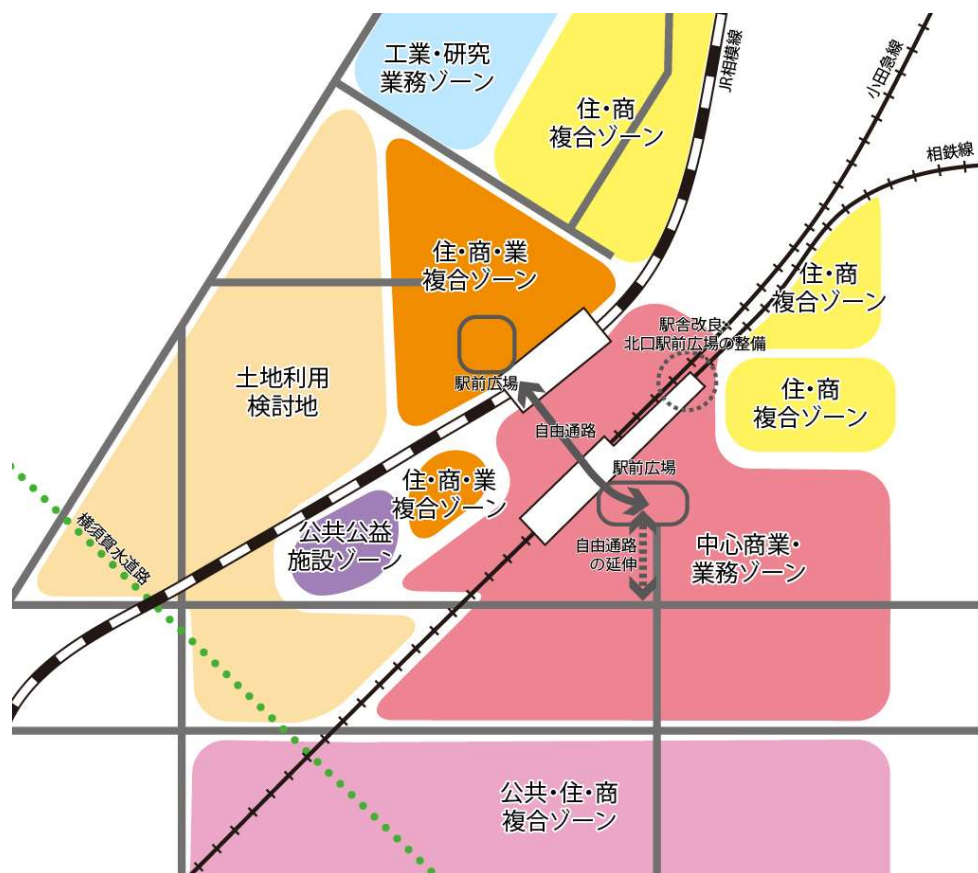 工業・研究
業務ゾーン
住・商
複合ゾーン
JR相模線
小田急線
相鉄線
住・商・業
複合ゾーン
住・商
複合ゾーン
駅舎改良・
北口駅前広場の整備
駅前広場
土地利用
検討地
住・商
複合ゾーン
自由通路
駅前広場
住・商・業
複合ゾーン
公共公益
施設ゾーン
横須賀水道路
自由通路
の延伸
中心商業・
業務ゾーン
公共・住・商
複合ゾーン